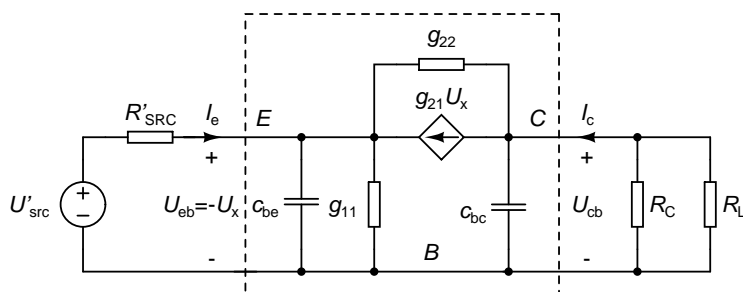 g22
R'SRC Ie E g21Ux C Ic
+ +
U'src + - Ueb=-Ux cbe g11 cbc Ucb RC RL
- B -